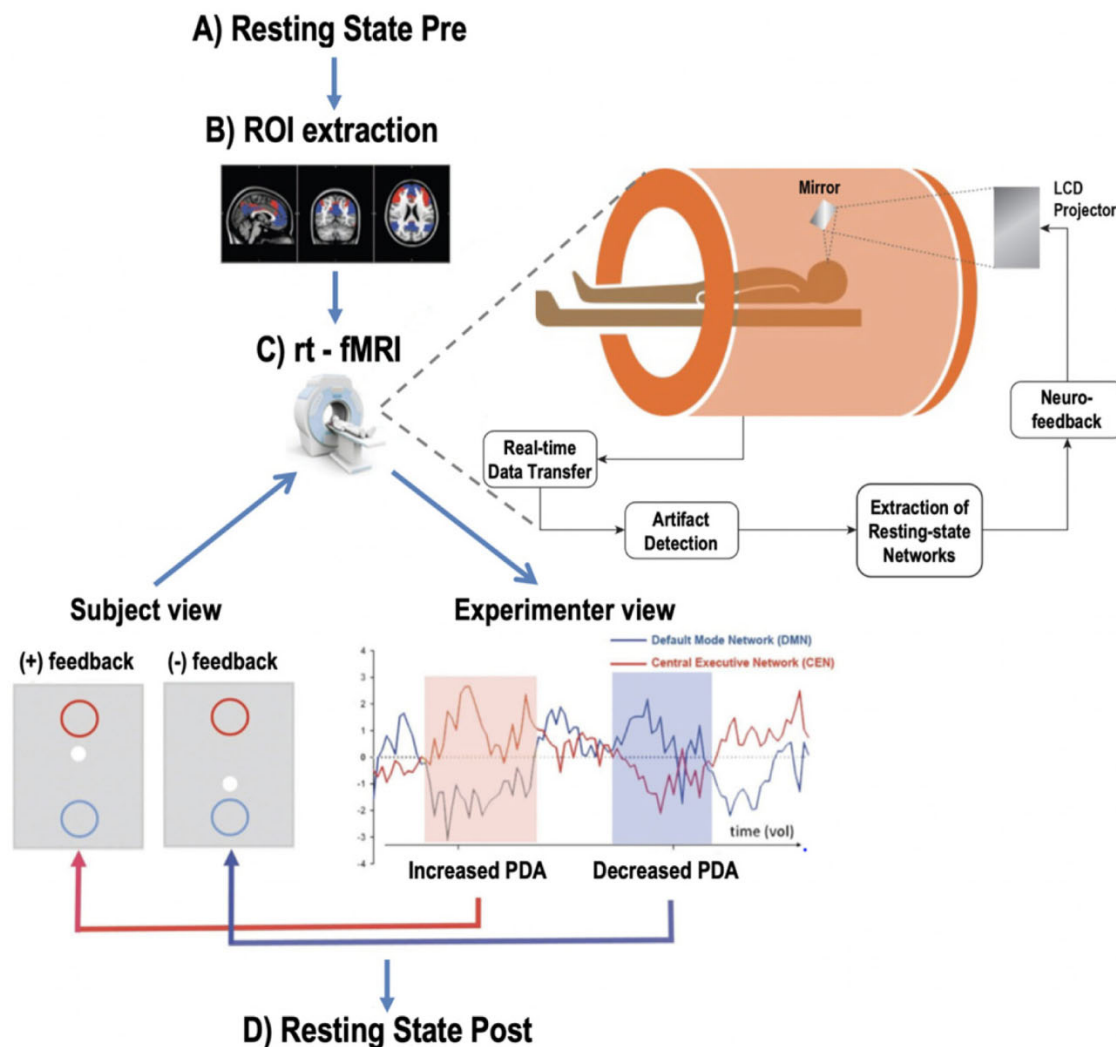 A) Resting State Pre
B) ROI extraction
C) rt - fMRI
Mirror
LCD
Projector
Neuro-
feedback
Real-time
Data Transfer
Artifact
Detection
Extraction of
Resting-state
Networks
Subject view
(+) feedback
(-) feedback
Experimenter view
Default Mode Network (DMN)
Central Executive Network (CEN)
4
3
2
1
0
-1
-2
-3
-4
time (vol)
Increased PDA
Decreased PDA
D) Resting State Post